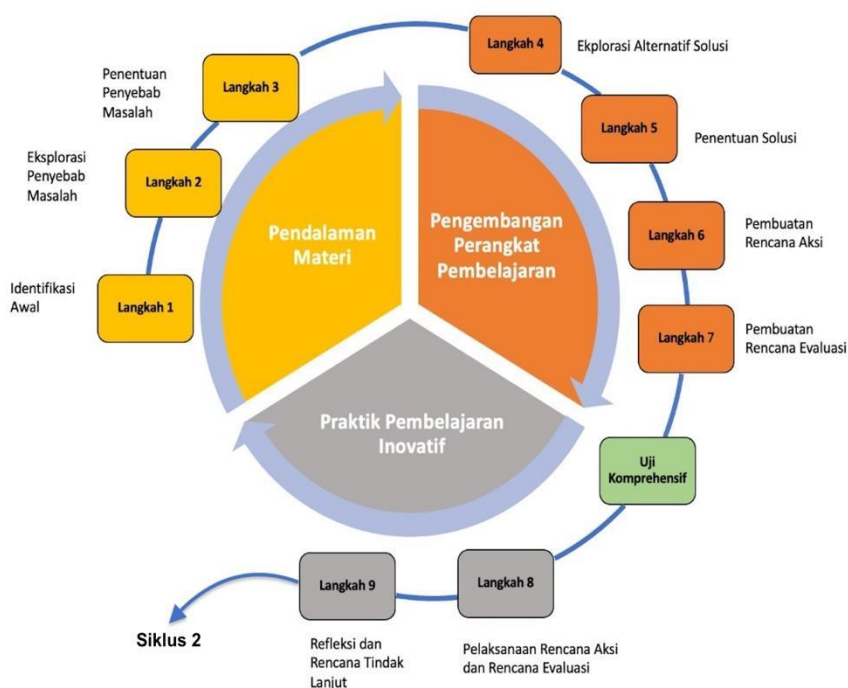 Langkah 4
Ekplorasi Alternatif Solusi
Penentuan
Penyebab
Masalah
Langkah 3
Langkah 5
Penentuan Solusi
Eksplorasi
Penyebab
Masalah
Langkah 2
Pendalaman
Materi
Pengembangan
Perangkat
Pembelajaran
Langkah 6
Pembuatan
Rencana Aksi
Identifikasi
Awal
Langkah 1
Langkah 7
Pembuatan
Rencana Evaluasi
Praktik Pembelajaran
Inovatif
Uji
Komprehensif
Langkah 9
Langkah 8
Siklus 2
Refleksi dan
Rencana Tindak
Lanjut
Pelaksanaan Rencana Aksi
dan Rencana Evaluasi